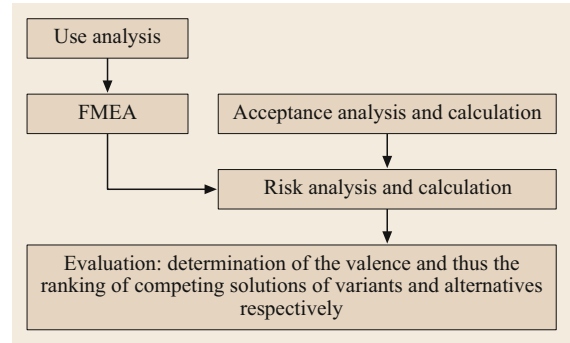 Use analysis
FMEA
Acceptance analysis and calculation
Risk analysis and calculation
Evaluation: determination of the valence and thus the
ranking of competing solutions of variants and alternatives
respectively